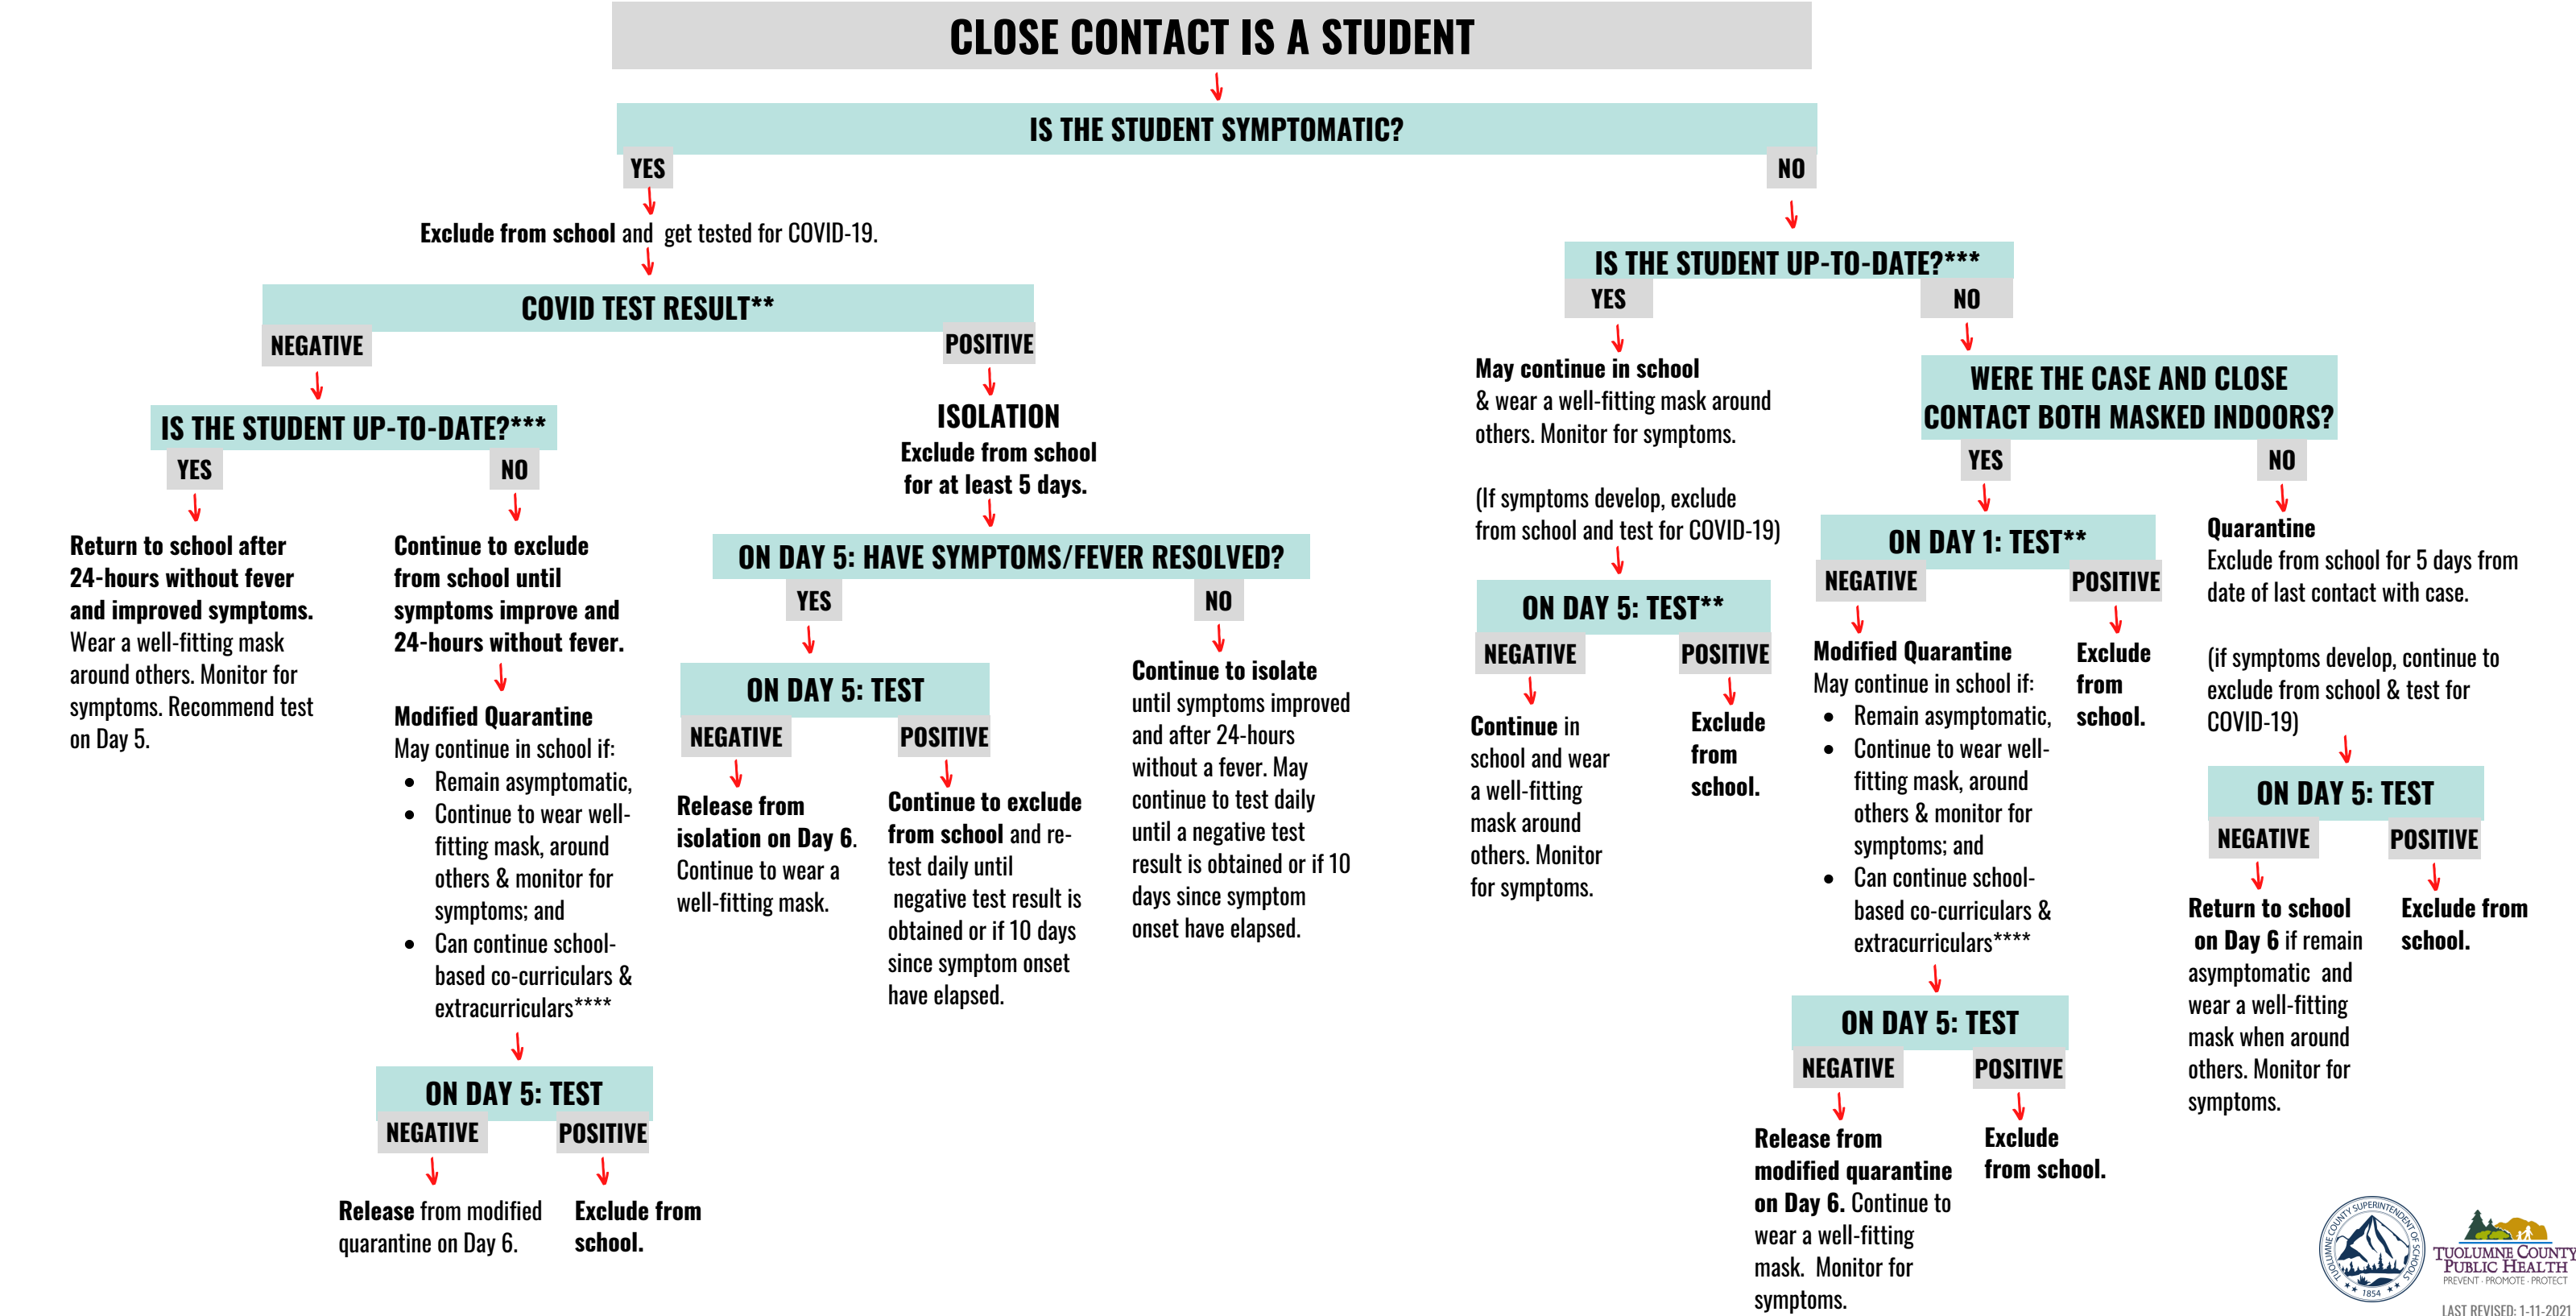 CLOSE CONTACT IS A STUDENT
IS THE STUDENT SYMPTOMATIC?
YES
NO
Exclude from school and get tested for COVID-19.
COVID TEST RESULT**
NEGATIVE
POSITIVE
IS THE STUDENT UP-TO-DATE?***
YES
NO
Return to school after
24-hours without fever
and improved symptoms.
Wear a well-fitting mask
around others. Monitor for
symptoms. Recommend test
on Day 5.
Continue to exclude
from school until
symptoms improve and
24-hours without fever.
Modified Quarantine
May continue in school if:
• Remain asymptomatic,
• Continue to wear well-
fitting mask, around
others & monitor for
symptoms; and
• Can continue school-
based co-curriculars &
extracurriculars****
ON DAY 5: TEST
NEGATIVE
POSITIVE
Release from modified
quarantine on Day 6.
Exclude from
school.
ISOLATION
Exclude from school
for at least 5 days.
ON DAY 5: HAVE SYMPTOMS/FEVER RESOLVED?
YES
NO
ON DAY 5: TEST
NEGATIVE
POSITIVE
Release from
isolation on Day 6.
Continue to wear a
well-fitting mask.
Continue to exclude
from school and re-
test daily until
negative test result is
obtained or if 10 days
since symptom onset
have elapsed.
Continue to isolate
until symptoms improved
and after 24-hours
without a fever. May
continue to test daily
until a negative test
result is obtained or if 10
days since symptom
onset have elapsed.
IS THE STUDENT UP-TO-DATE?***
YES
NO
May continue in school
& wear a well-fitting mask around
others. Monitor for symptoms.
(If symptoms develop, exclude
from school and test for COVID-19)
ON DAY 5: TEST**
NEGATIVE
POSITIVE
Continue in
school and wear
a well-fitting
mask around
others. Monitor
for symptoms.
Exclude
from
school.
WERE THE CASE AND CLOSE
CONTACT BOTH MASKED INDOORS?
YES
NO
ON DAY 1: TEST**
NEGATIVE
POSITIVE
Modified Quarantine
May continue in school if:
• Remain asymptomatic,
• Continue to wear well-
fitting mask, around
others & monitor for
symptoms; and
• Can continue school-
based co-curriculars &
extracurriculars****
Exclude
from
school.
ON DAY 5: TEST
NEGATIVE
POSITIVE
Release from
modified quarantine
on Day 6. Continue to
wear a well-fitting
mask. Monitor for
symptoms.
Exclude
from school.
Quarantine
Exclude from school for 5 days from
date of last contact with case.
(if symptoms develop, continue to
exclude from school & test for
COVID-19)
ON DAY 5: TEST
NEGATIVE
POSITIVE
Return to school
on Day 6 if remain
asymptomatic and
wear a well-fitting
mask when around
others. Monitor for
symptoms.
Exclude from
school.
TUOLUMNE COUNTY SUPERINTENDENT OF SCHOOLS
1854
TUOLUMNE COUNTY
PUBLIC HEALTH
PREVENT · PROMOTE · PROTECT
LAST REVISED: 1-11-2021